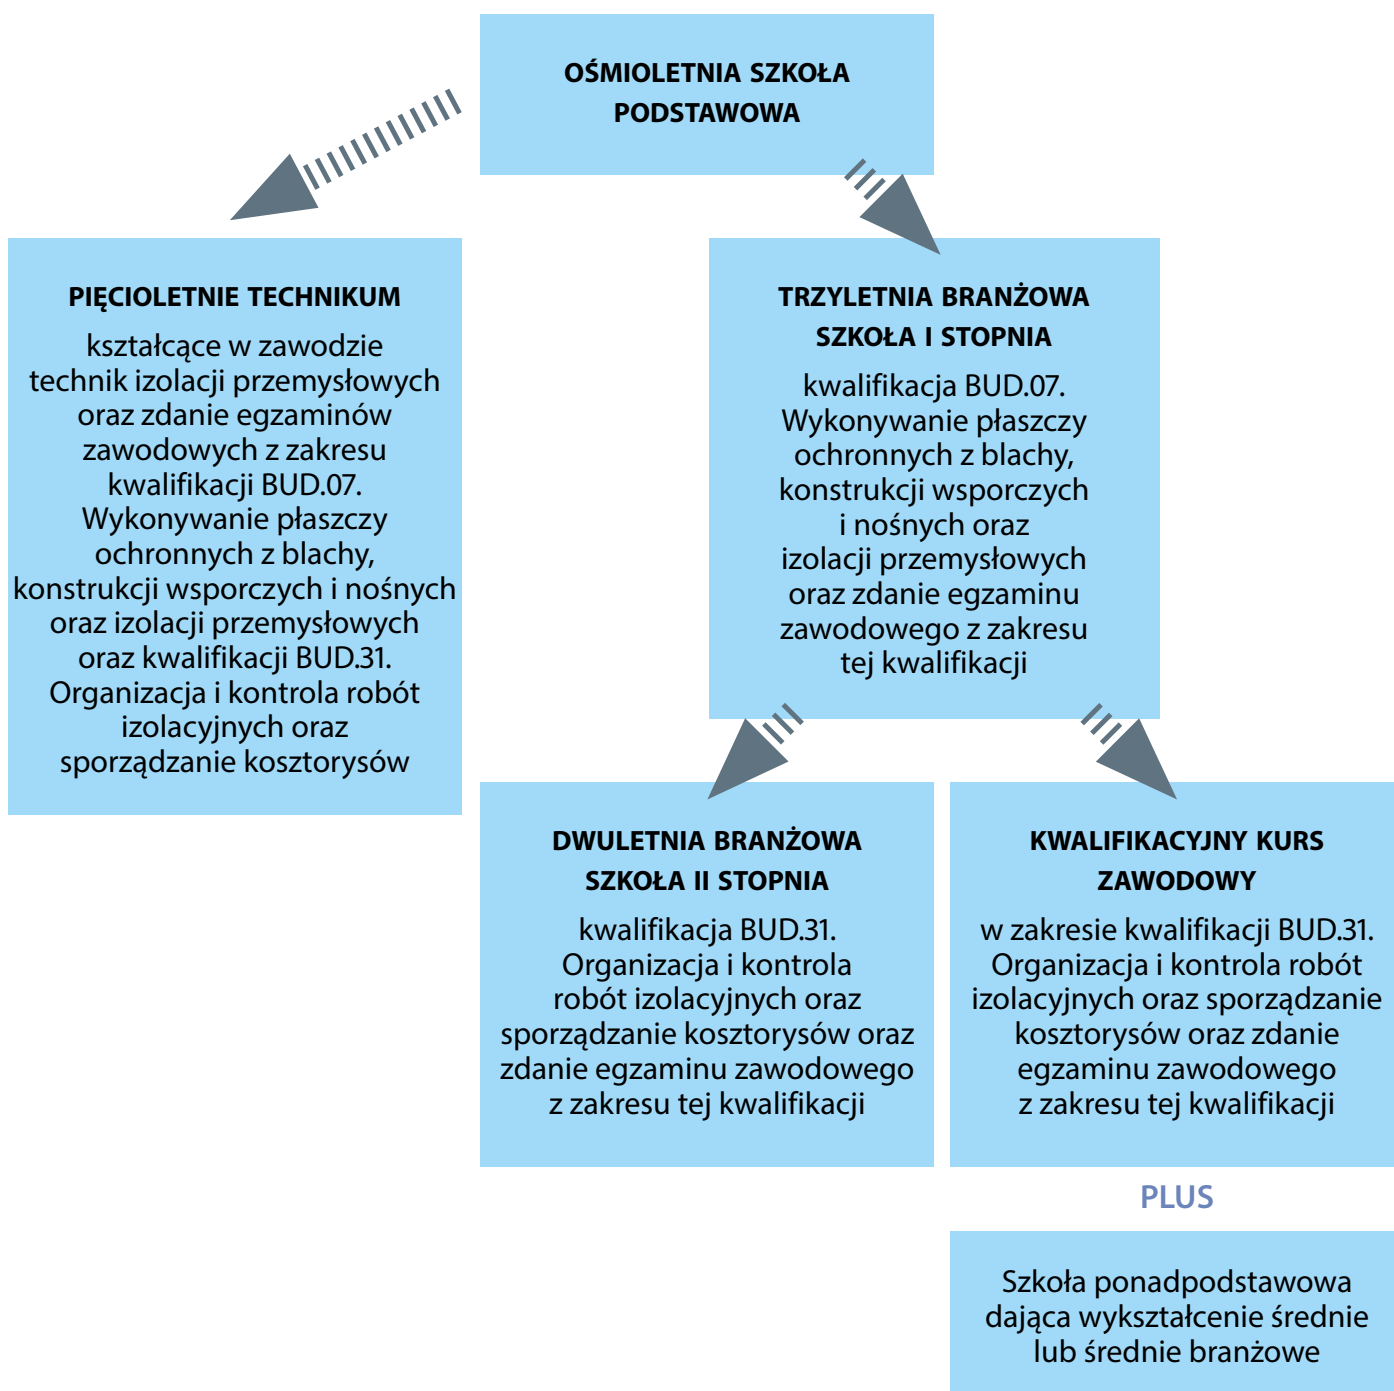 OŚMIOLETNIA SZKOŁA
PODSTAWOWA
PIĘCIOLETNIE TECHNIKUM
kształcące w zawodzie
technik izolacji przemysłowych
oraz zdanie egzaminów
zawodowych z zakresu
kwalifikacji BUD.07.
Wykonywanie płaszczy
ochronnych z blachy,
konstrukcji wsporczych i nośnych
oraz izolacji przemysłowych
oraz kwalifikacji BUD.31.
Organizacja i kontrola robót
izolacyjnych oraz
sporządzanie kosztorysów
TRZYLETNIA BRANŻOWA
SZKOŁA I STOPNIA
kwalifikacja BUD.07.
Wykonywanie płaszczy
ochronnych z blachy,
konstrukcji wsporczych
i nośnych oraz
izolacji przemysłowych
oraz zdanie egzaminu
zawodowego z zakresu
tej kwalifikacji
DWULETNIA BRANŻOWA
SZKOŁA II STOPNIA
kwalifikacja BUD.31.
Organizacja i kontrola
robót izolacyjnych oraz
sporządzanie kosztorysów oraz
zdanie egzaminu zawodowego
z zakresu tej kwalifikacji
KWALIFIKACYJNY KURS
ZAWODOWY
w zakresie kwalifikacji BUD.31.
Organizacja i kontrola robót
izolacyjnych oraz sporządzanie
kosztorysów oraz zdanie
egzaminu zawodowego
z zakresu tej kwalifikacji
PLUS
Szkoła ponadpodstawowa
dająca wykształcenie średnie
lub średnie branżowe